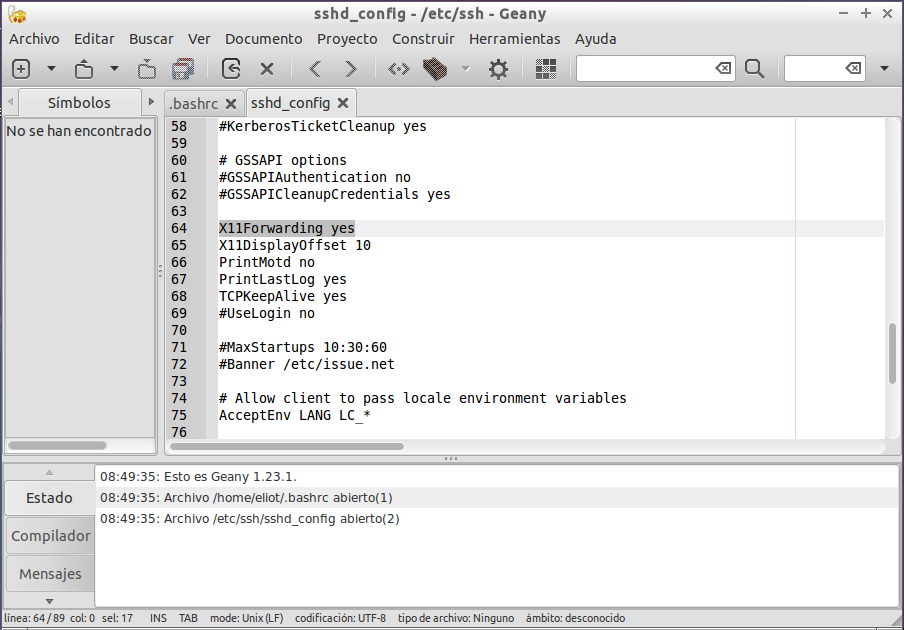 sshd_config - /etc/ssh - Geany
Archivo Editar Buscar Ver Documento Proyecto Construir Herramientas Ayuda
Símbolos
.bashrc sshd_config
No se han encontrado
58 #KerberosTicketCleanup yes
59
60 # GSSAPI options
61 #GSSAPIAuthentication no
62 #GSSAPICleanupCredentials yes
63
64 X11Forwarding yes
65 X11DisplayOffset 10
66 PrintMotd no
67 PrintLastLog yes
68 TCPKeepAlive yes
69 #UseLogin no
70
71 #MaxStartups 10:30:60
72 #Banner /etc/issue.net
73
74 # Allow client to pass locale environment variables
75 AcceptEnv LANG LC_*
76
Estado
Compilador
Mensajes
08:49:35: Esto es Geany 1.23.1.
08:49:35: Archivo /home/eliot/.bashrc abierto(1)
08:49:35: Archivo /etc/ssh/sshd_config abierto(2)
línea: 64 / 89 col: 0 sel: 17 INS TAB modo: Unix (LF) codificación: UTF-8 tipo de archivo: Ninguno ámbito: desconocido